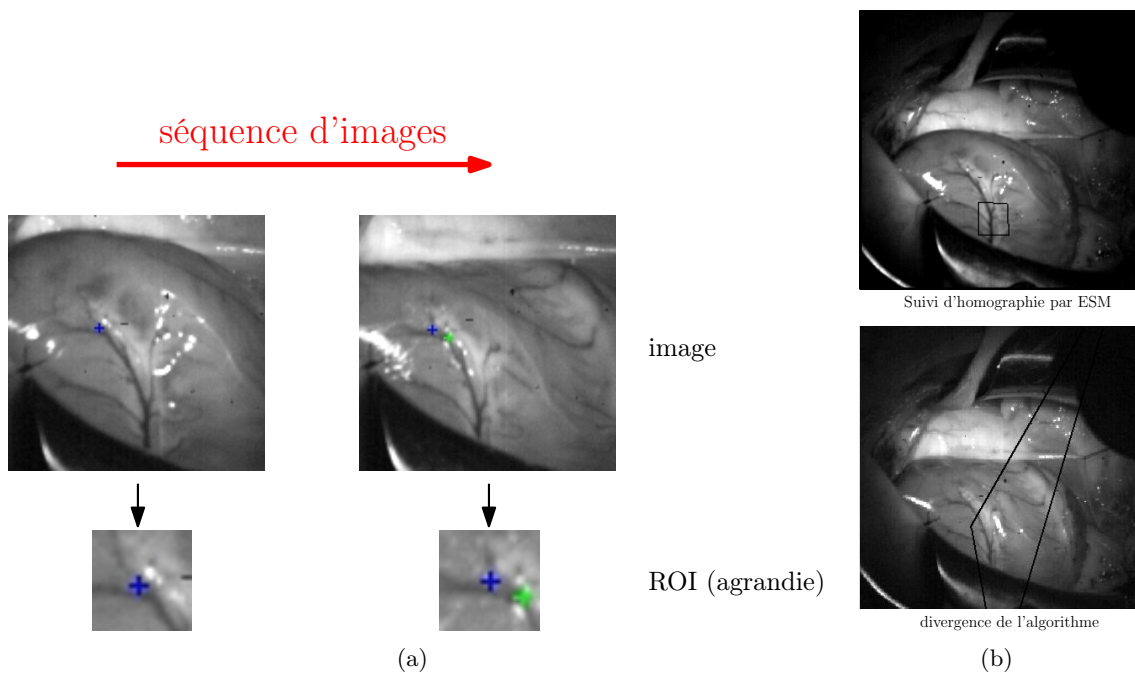 séquence d'images
image
ROI (agrandie)
(a)
Suivi d'homographie par ESM
divergence de l'algorithme
(b)